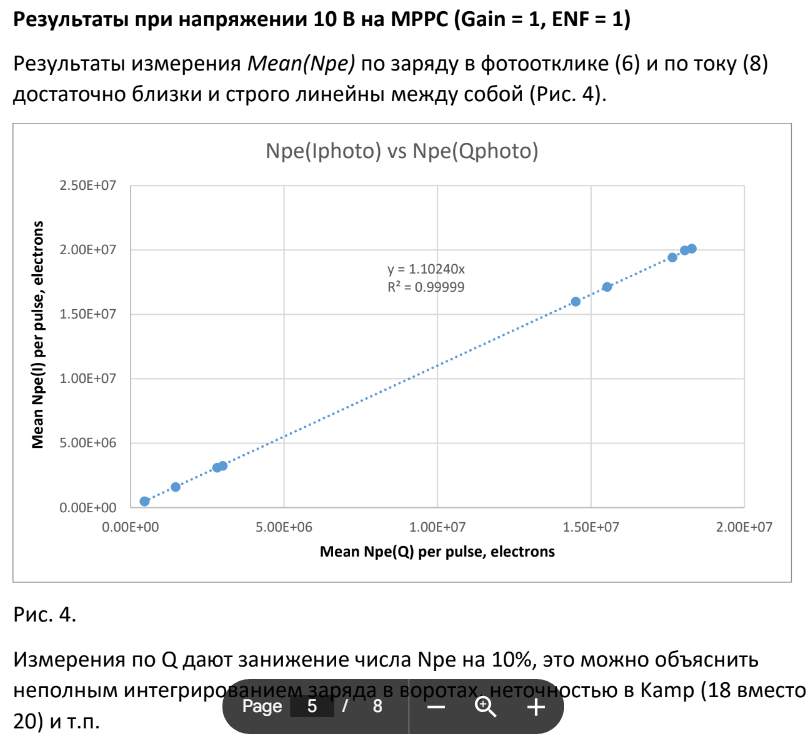 Результаты при напряжении 10 В на MPPC (Gain = 1, ENF = 1)
Результаты измерения Mean(Npe) по заряду в фотоотклике (6) и по току (8)
достаточно близки и строго линейны между собой (Рис. 4).
Npe(Iphoto) vs Npe(Qphoto)
2.50E+07
2.00E+07
1.50E+07
1.00E+07
5.00E+06
0.00E+00
Mean Npe(I) per pulse, electrons
y = 1.10240x
R² = 0.99999
0.00E+00 5.00E+06 1.00E+07 1.50E+07 2.00E+07
Mean Npe(Q) per pulse, electrons
Рис. 4.
Измерения по Q дают занижение числа Npe на 10%, это можно объяснить
неполным интегрированием заряда в воротах, неточностью в Kamp (18 вместо
20) и т.п.
Page 5 / 8